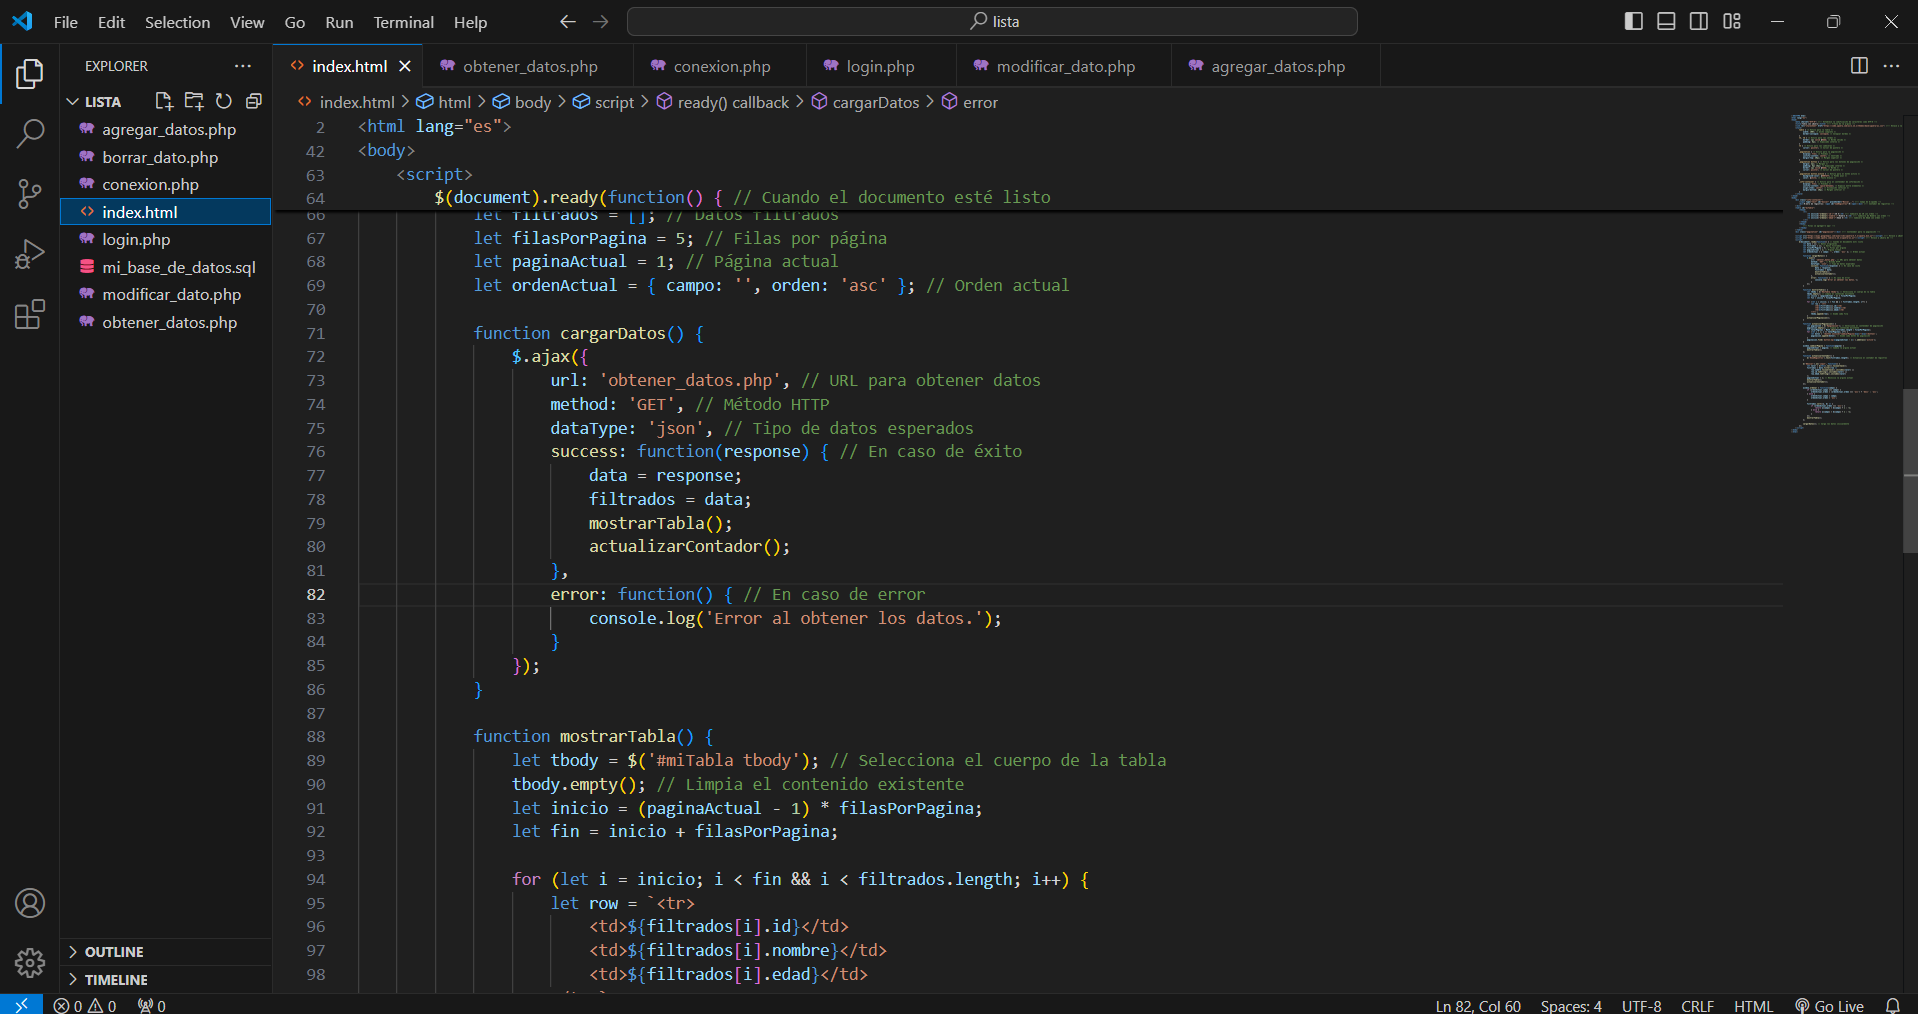 File Edit Selection View Go Run Terminal Help
lista
EXPLORER
LISTA
agregar_datos.php
borrar_dato.php
conexion.php
index.html
login.php
mi_base_de_datos.sql
modificar_dato.php
obtener_datos.php
OUTLINE
TIMELINE
index.html obtener_datos.php conexion.php login.php modificar_dato.php agregar_datos.php
index.html > html > body > script > ready() callback > cargarDatos > error
2 <html lang="es">
42 <body>
63 <script>
64 $(document).ready(function() { // Cuando el documento esté listo
66 let filtrados = []; // Datos filtrados
67 let filasPorPagina = 5; // Filas por página
68 let paginaActual = 1; // Página actual
69 let ordenActual = { campo: '', orden: 'asc' }; // Orden actual
70
71 function cargarDatos() {
72 $.ajax({
73 url: 'obtener_datos.php', // URL para obtener datos
74 method: 'GET', // Método HTTP
75 dataType: 'json', // Tipo de datos esperados
76 success: function(response) { // En caso de éxito
77 data = response;
78 filtrados = data;
79 mostrarTabla();
80 actualizarContador();
81 },
82 error: function() { // En caso de error
83 console.log('Error al obtener los datos.');
84 }
85 });
86 }
87
88 function mostrarTabla() {
89 let tbody = $('#miTabla tbody'); // Selecciona el cuerpo de la tabla
90 tbody.empty(); // Limpia el contenido existente
91 let inicio = (paginaActual - 1) * filasPorPagina;
92 let fin = inicio + filasPorPagina;
93
94 for (let i = inicio; i < fin && i < filtrados.length; i++) {
95 let row = `<tr>
96 <td>${filtrados[i].id}</td>
97 <td>${filtrados[i].nombre}</td>
98 <td>${filtrados[i].edad}</td>
0 0 0 Ln 82, Col 60 Spaces: 4 UTF-8 CRLF HTML Go Live